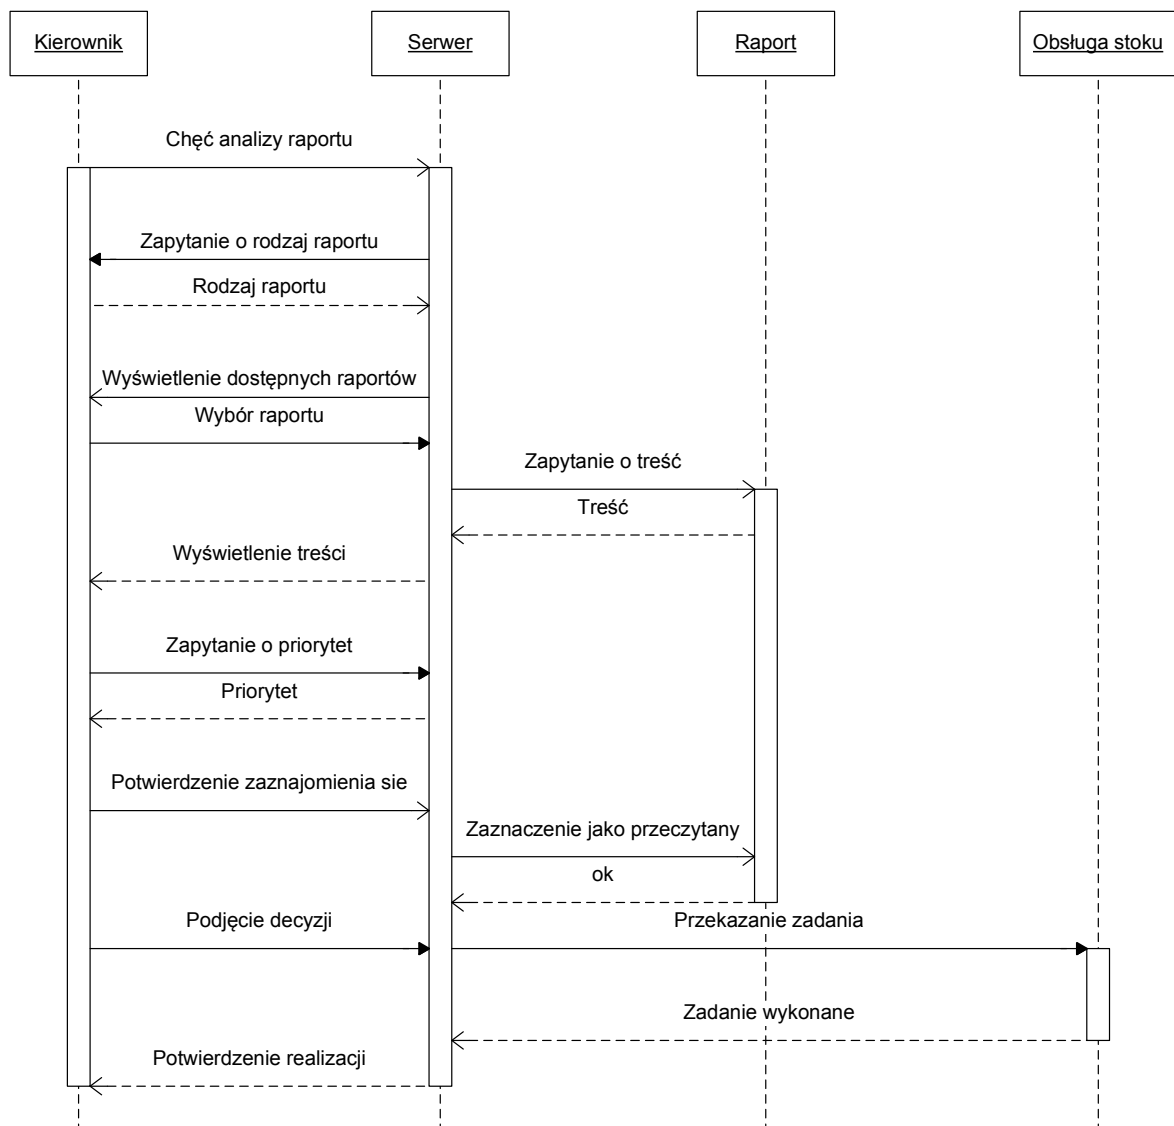 Kierownik
Serwer
Raport
Obsługa stoku
Chęć analizy raportu
Zapytanie o rodzaj raportu
Rodzaj raportu
Wyświetlenie dostępnych raportów
Wybór raportu
Zapytanie o treść
Treść
Wyświetlenie treści
Zapytanie o priorytet
Priorytet
Potwierdzenie zaznajomienia sie
Zaznaczenie jako przeczytany
ok
Podjęcie decyzji
Przekazanie zadania
Zadanie wykonane
Potwierdzenie realizacji